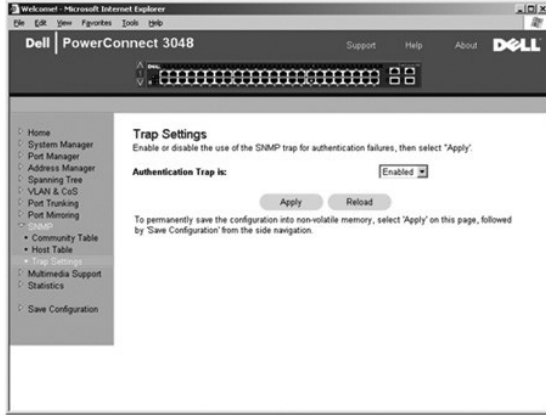 Welcome! - Microsoft Internet Explorer
File Edit View Favorites Tools Help
Dell | PowerConnect 3048
Support Help About DELL
Home
System Manager
Port Manager
Address Manager
Spanning Tree
VLAN & CoS
Port Trunking
Port Mirroring
SNMP
Community Table
Host Table
Trap Settings
Multimedia Support
Statistics
Save Configuration
Trap Settings
Enable or disable the use of the SNMP trap for authentication failures, then select "Apply'.
Authentication Trap is: Enabled
Apply Reload
To permanently save the configuration into non-volatile memory, select 'Apply' on this page, followed
by 'Save Configuration' from the side navigation.